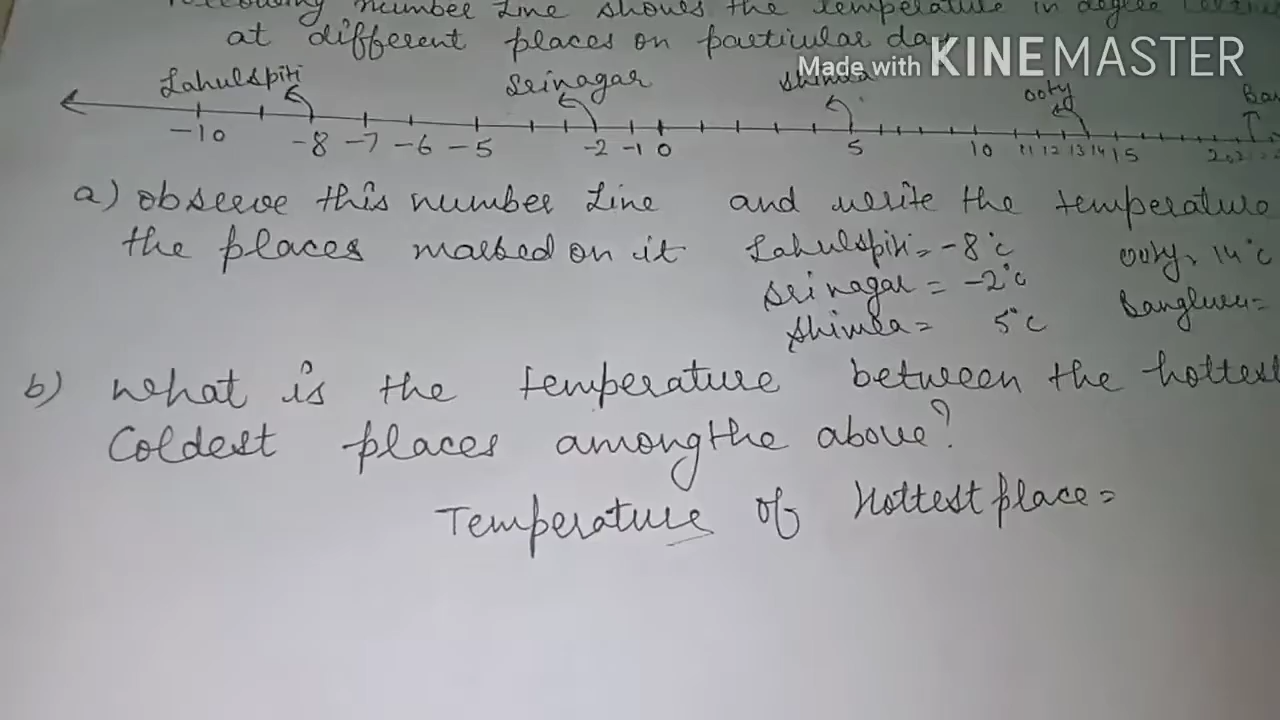 Following number Line shows the temperature in degree
at different places on particular day
Made with KINEMASTER
Lahulspiti Srinagar Shimla ooty Ban
-10 -8 -7 -6 -5 -2 -1 0 5 10 11 12 13 14 15 20
a) observe this number Line and write the temperature
the places marked on it Lahulspiti = -8°c ooty, 14°c
Srinagar = -2°c Bangluru=
Shimla = 5°c
b) what is the temperature between the hottest
Coldest places among the above?
Temperature of Hottest place=